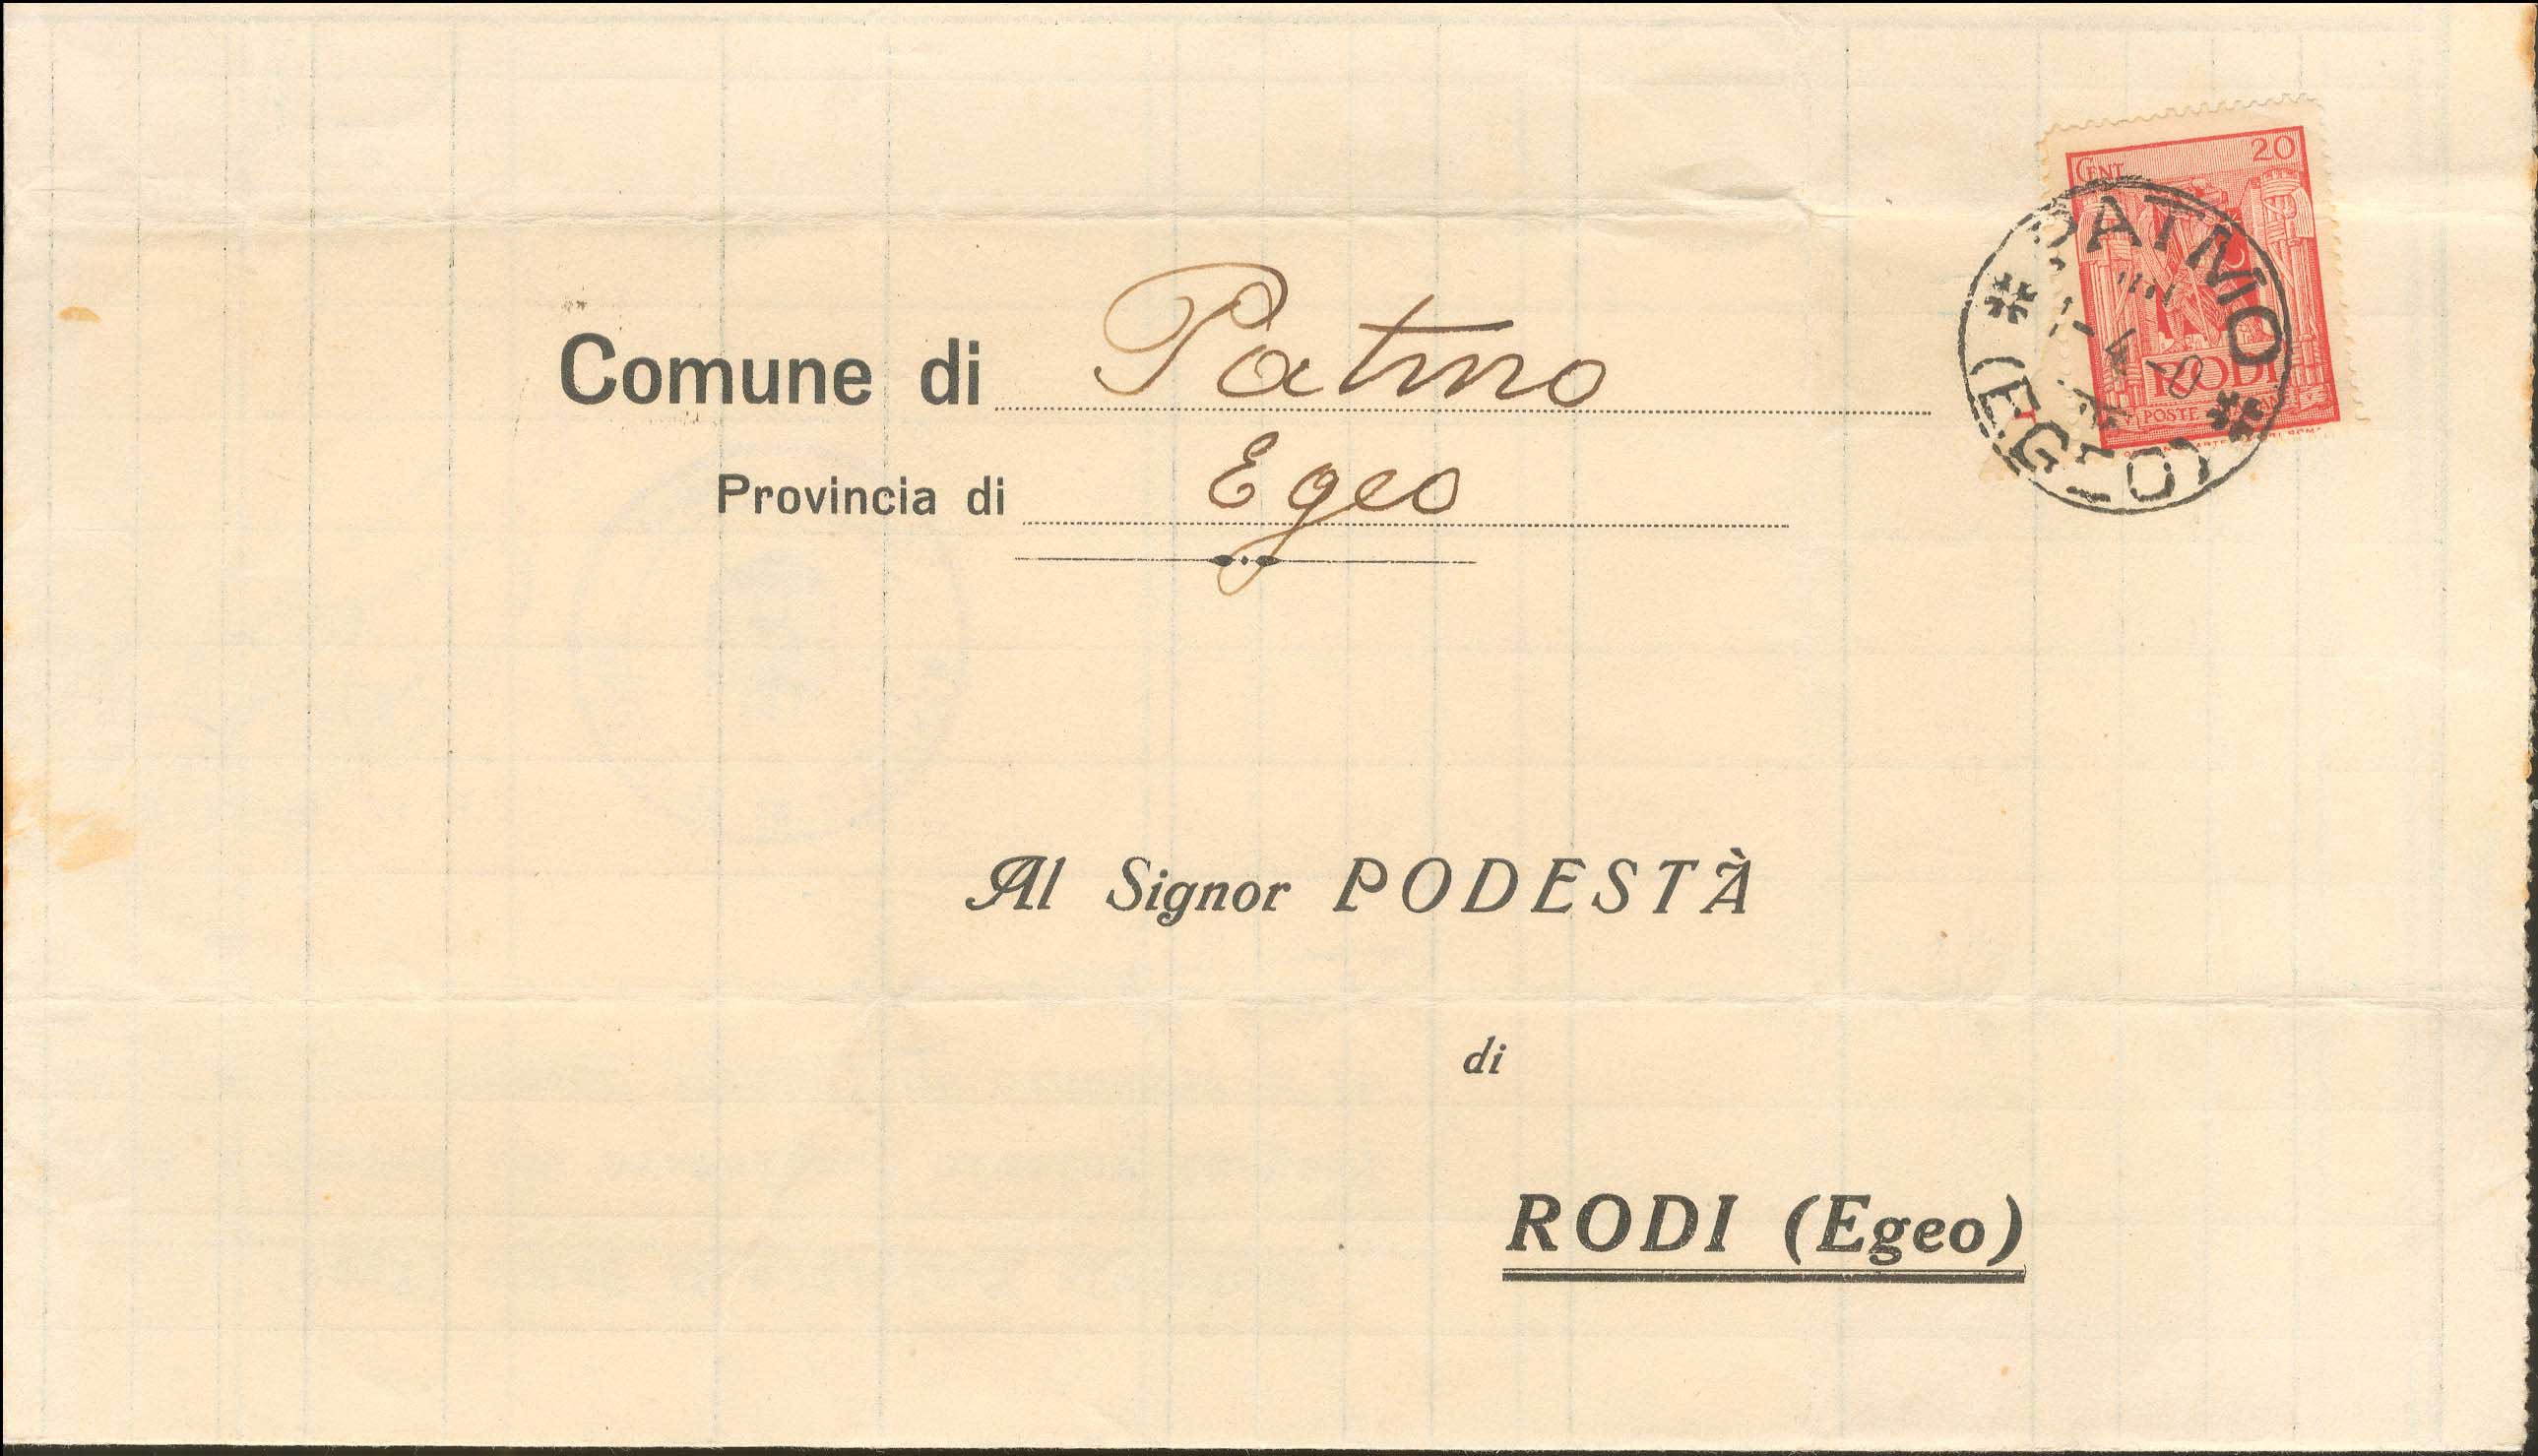 CENT 20
PATMO
(EGEO)
RODI
POSTE
Comune di Patmo
Provincia di Egeo
Al Signor PODESTÀ
di
RODI (Egeo)